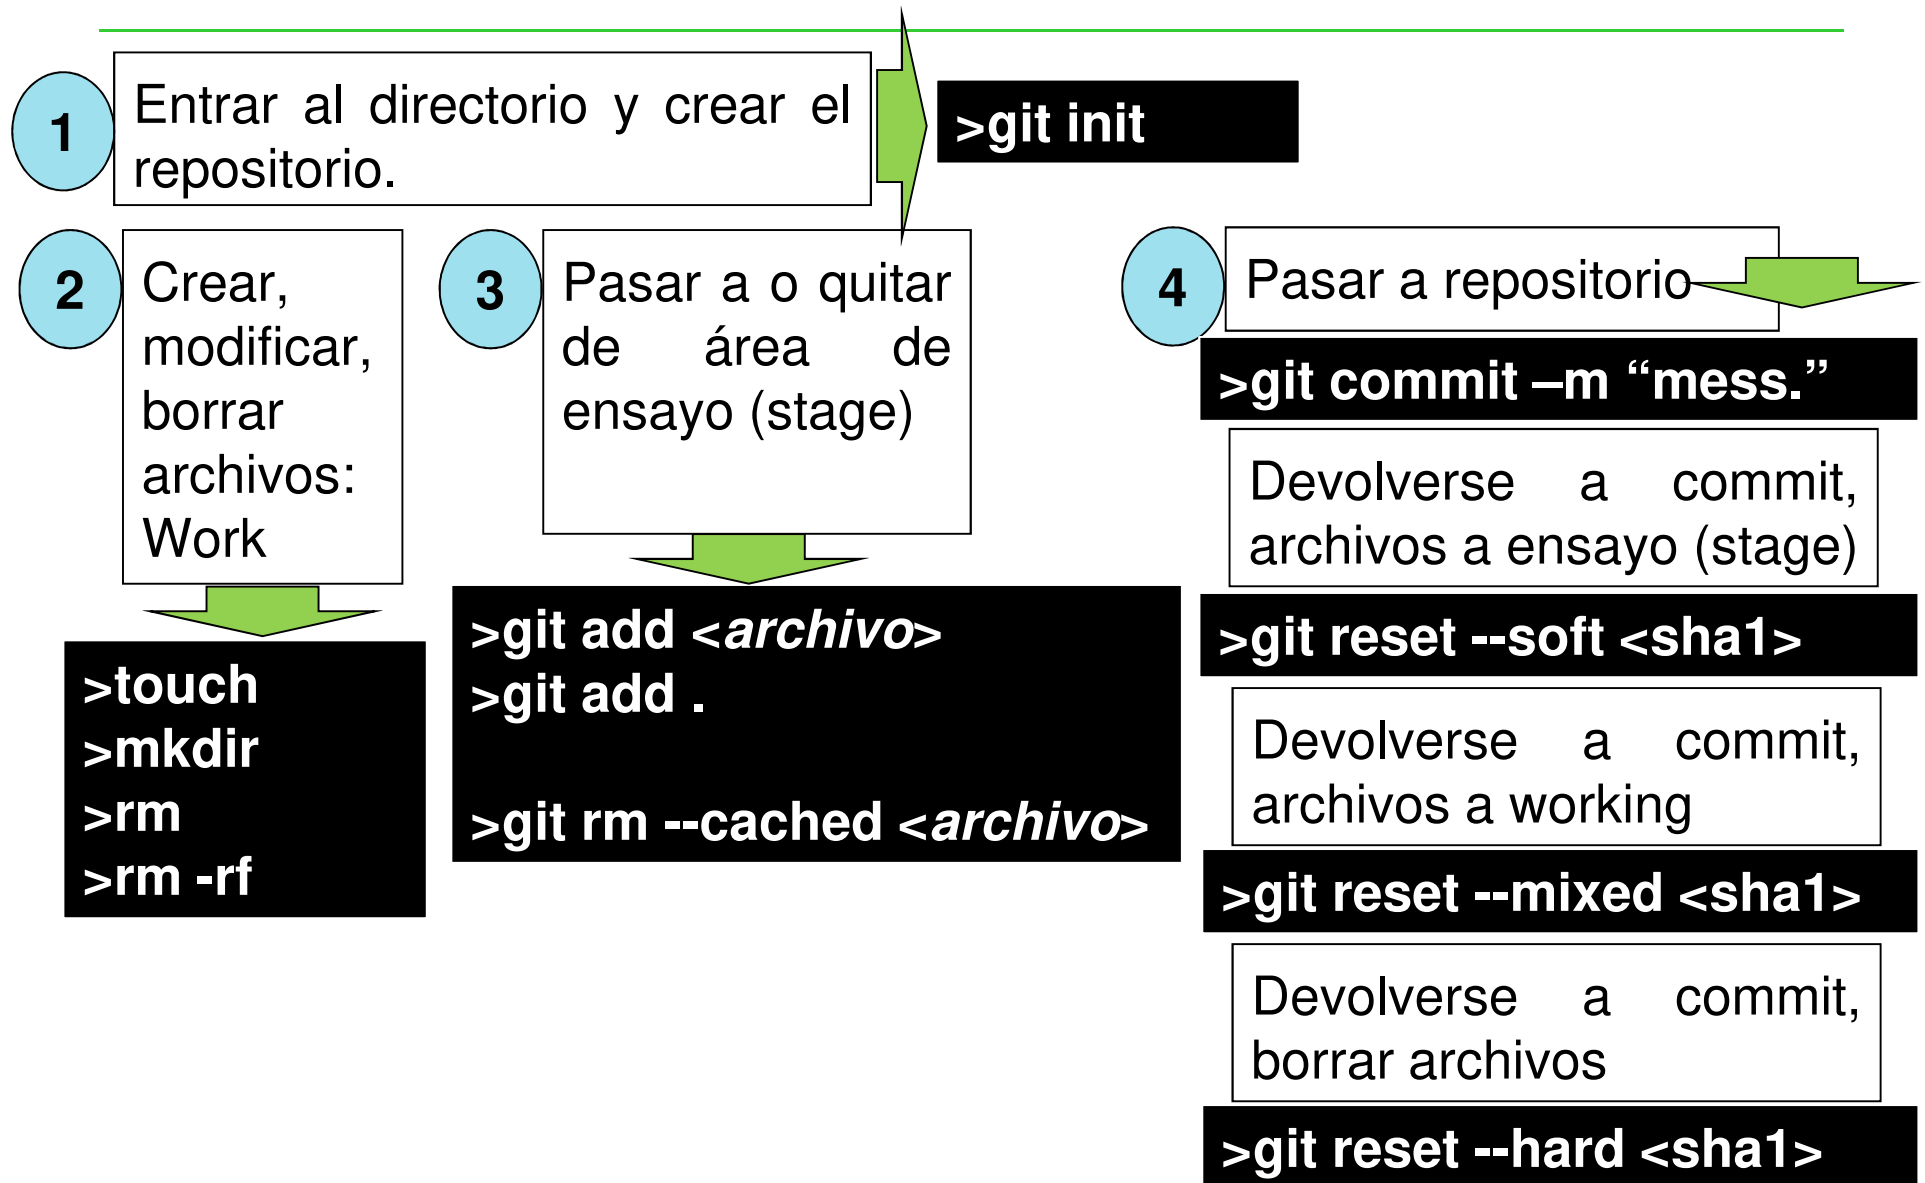 1
Entrar al directorio y crear el
repositorio.
>git init
2
Crear,
modificar,
borrar
archivos:
Work
>touch
>mkdir
>rm
>rm -rf
3
Pasar a o quitar
de área de
ensayo (stage)
>git add <archivo>
>git add .
>git rm --cached <archivo>
4
Pasar a repositorio
>git commit –m “mess.”
Devolverse a commit,
archivos a ensayo (stage)
>git reset --soft <sha1>
Devolverse a commit,
archivos a working
>git reset --mixed <sha1>
Devolverse a commit,
borrar archivos
>git reset --hard <sha1>